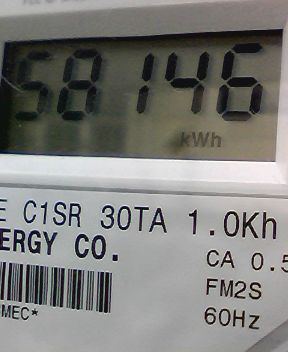 58146
kWh
E C1SR 30TA 1.0Kh
ERGY CO.
CA 0.5
FM2S
MEC*
60Hz